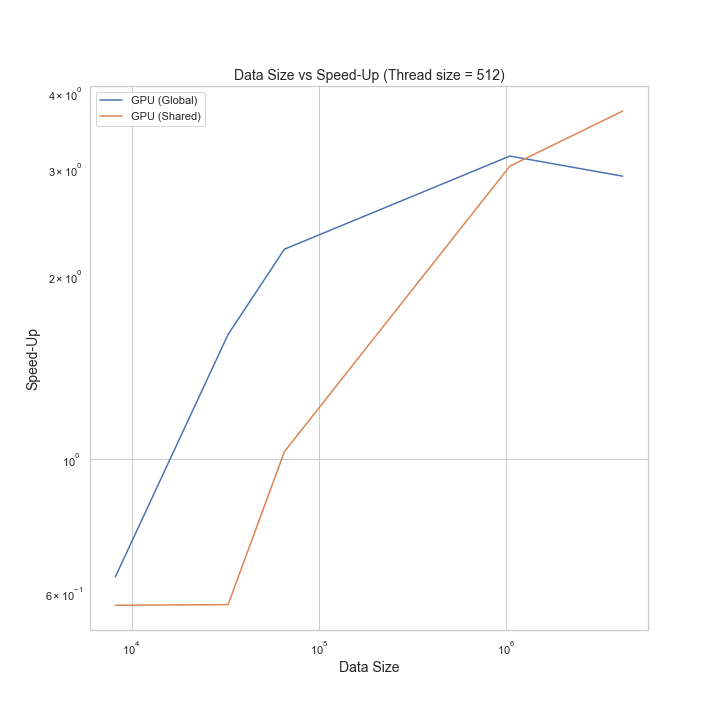 Data Size vs Speed-Up (Thread size = 512)
GPU (Global)
GPU (Shared)
4 × 10⁰
3 × 10⁰
2 × 10⁰
10⁰
6 × 10⁻¹
Speed-Up
10⁴ 10⁵ 10⁶
Data Size